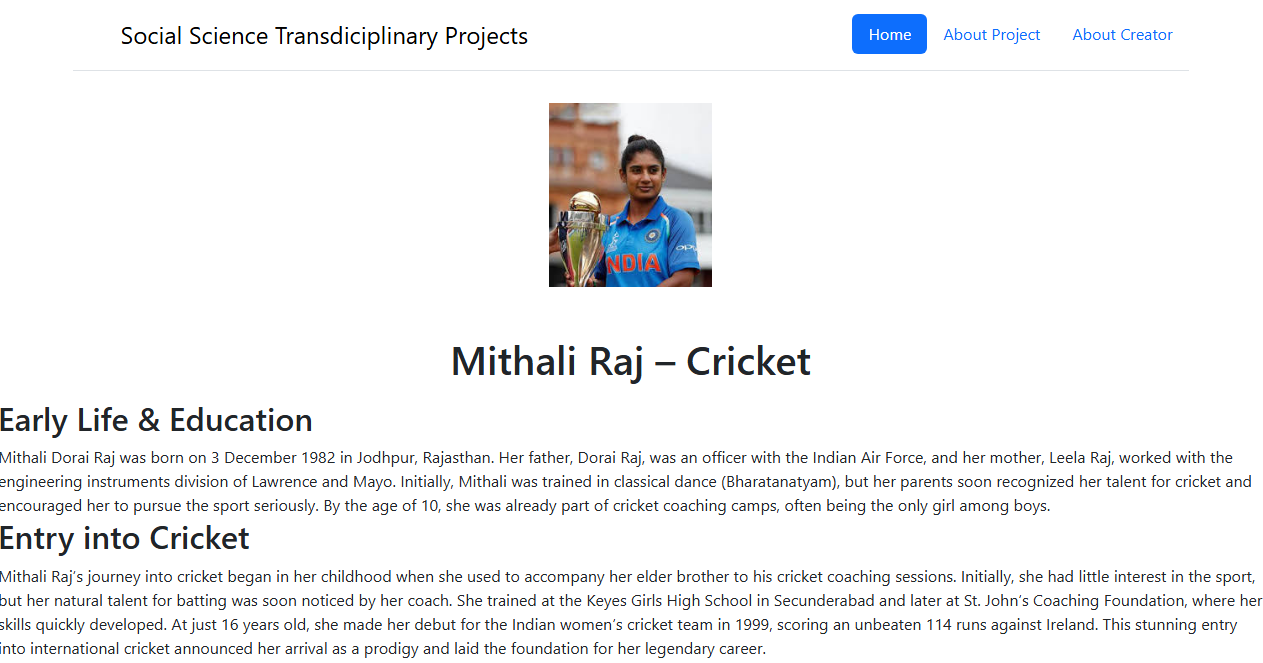 Social Science Transdiciplinary Projects
Home
About Project
About Creator
oppo
INDIA
Mithali Raj – Cricket
Early Life & Education
Mithali Dorai Raj was born on 3 December 1982 in Jodhpur, Rajasthan. Her father, Dorai Raj, was an officer with the Indian Air Force, and her mother, Leela Raj, worked with the
engineering instruments division of Lawrence and Mayo. Initially, Mithali was trained in classical dance (Bharatanatyam), but her parents soon recognized her talent for cricket and
encouraged her to pursue the sport seriously. By the age of 10, she was already part of cricket coaching camps, often being the only girl among boys.
Entry into Cricket
Mithali Raj’s journey into cricket began in her childhood when she used to accompany her elder brother to his cricket coaching sessions. Initially, she had little interest in the sport,
but her natural talent for batting was soon noticed by her coach. She trained at the Keyes Girls High School in Secunderabad and later at St. John’s Coaching Foundation, where her
skills quickly developed. At just 16 years old, she made her debut for the Indian women’s cricket team in 1999, scoring an unbeaten 114 runs against Ireland. This stunning entry
into international cricket announced her arrival as a prodigy and laid the foundation for her legendary career.